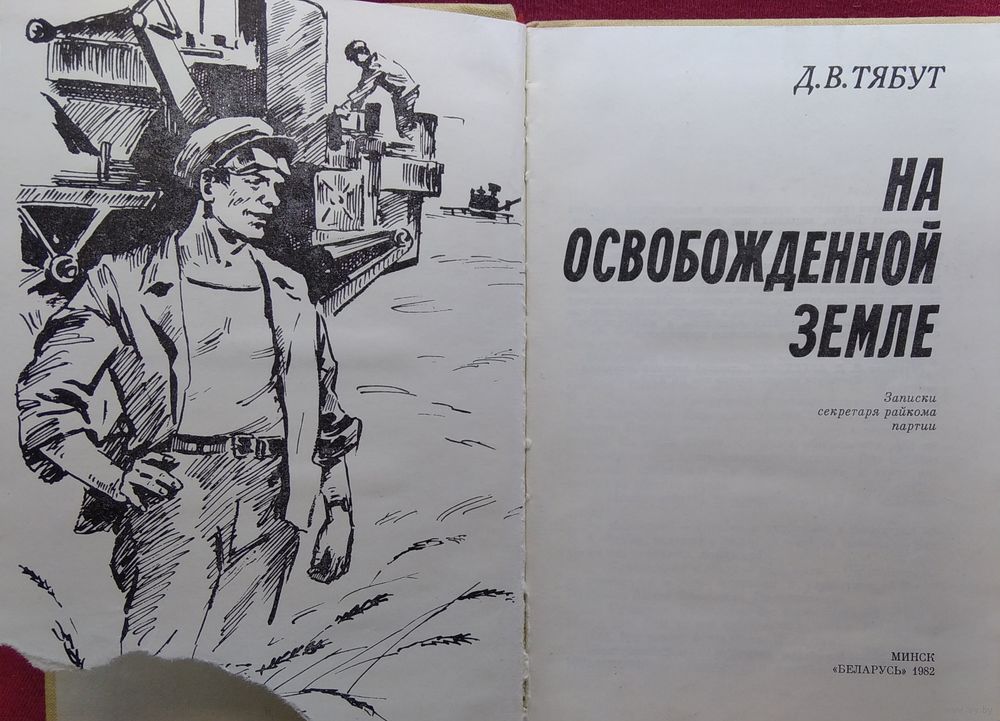 Д. В. ТЯБУТ
НА
ОСВОБОЖДЕННОЙ
ЗЕМЛЕ
Записки
секретаря райкома
партии
МИНСК
«БЕЛАРУСЬ» 1982